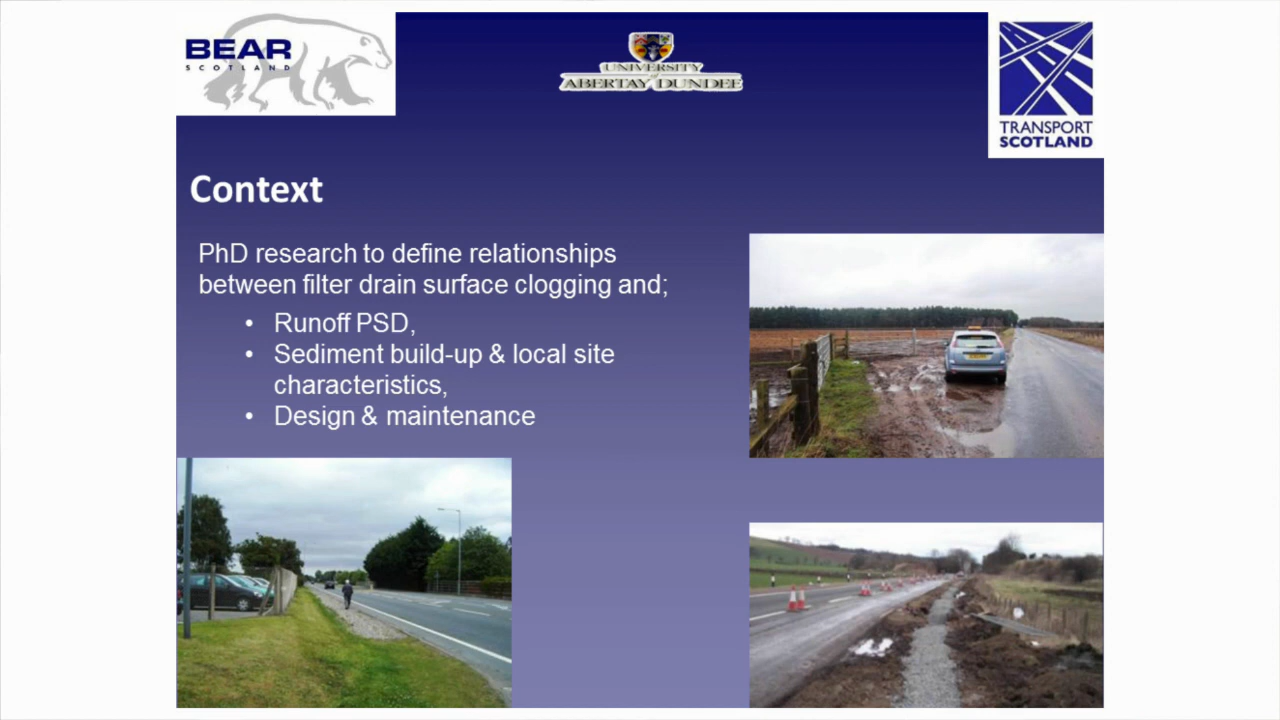 BEAR
SCOTLAND
UNIVERSITY
of
ABERTAY DUNDEE
TRANSPORT
SCOTLAND
Context
PhD research to define relationships
between filter drain surface clogging and;
• Runoff PSD,
• Sediment build-up & local site
characteristics,
• Design & maintenance